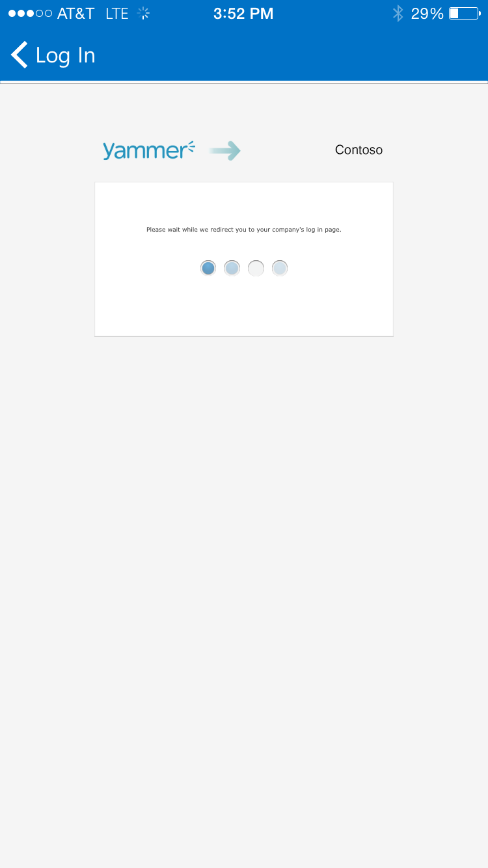 AT&T LTE 3:52 PM 29%
Log In
yammer Contoso
Please wait while we redirect you to your company's log in page.